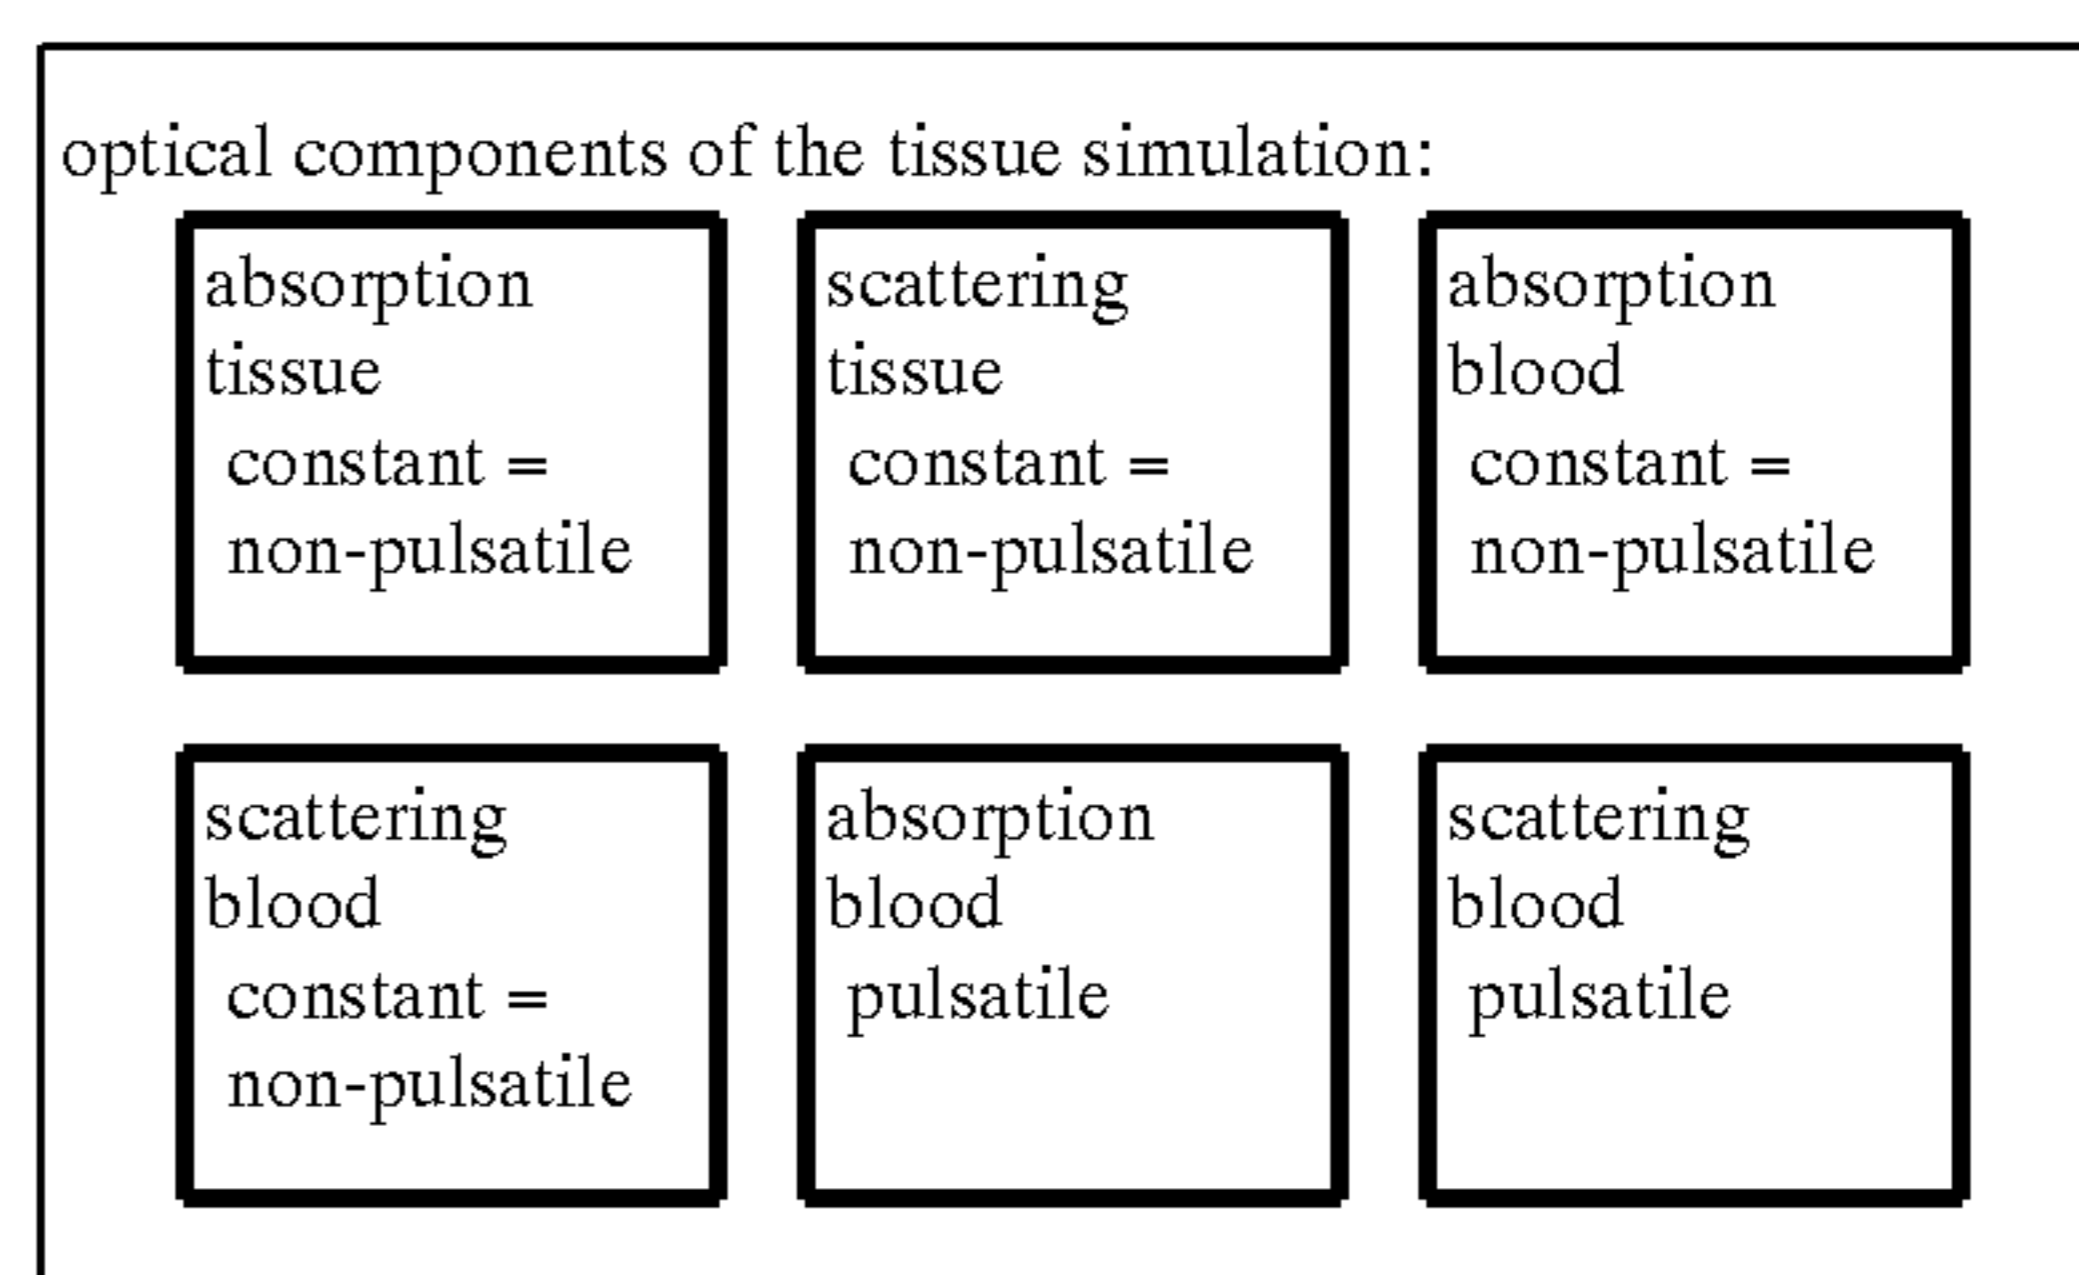 optical components of the tissue simulation:
absorption
tissue
constant =
non-pulsatile
scattering
tissue
constant =
non-pulsatile
absorption
blood
constant =
non-pulsatile
scattering
blood
constant =
non-pulsatile
absorption
blood
pulsatile
scattering
blood
pulsatile